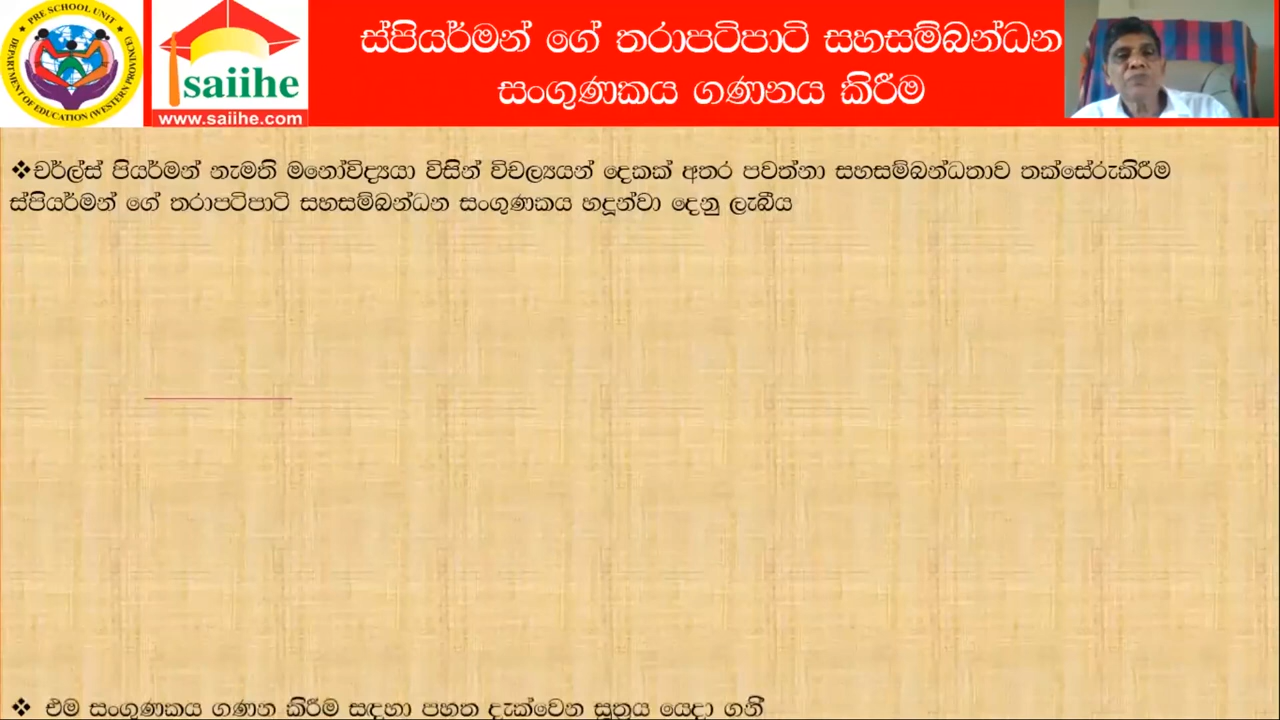 PRE SCHOOL UNIT
DEPARTMENT OF EDUCATION (WESTERN PROVINCE)
saiihe
www.saiihe.com
ස්පියර්මන් ගේ තරාපටිපාටි සහසම්බන්ධන
සංගුණකය ගණනය කිරීම
❖චර්ල්ස් පියර්මන් නැමති මනෝවිද්‍යයා විසින් විචල්‍යයන් දෙකක් අතර පවත්නා සහසම්බන්ධතාව තක්සේරුකිරීම
ස්පියර්මන් ගේ තරාපටිපාටි සහසම්බන්ධන සංගුණකය හදූන්වා දෙනු ලැබීය
❖ එම සංගුණකය ගණන කිරීම සඳහා පහත දැක්වෙන සූත්‍රය යෙදා ගනී